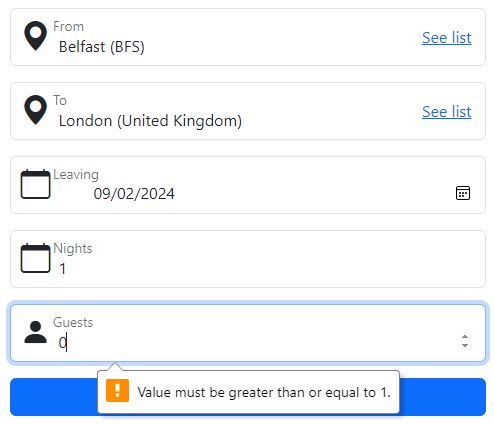 From
Belfast (BFS)
See list
To
London (United Kingdom)
See list
Leaving
09/02/2024
Nights
1
Guests
0
! Value must be greater than or equal to 1.